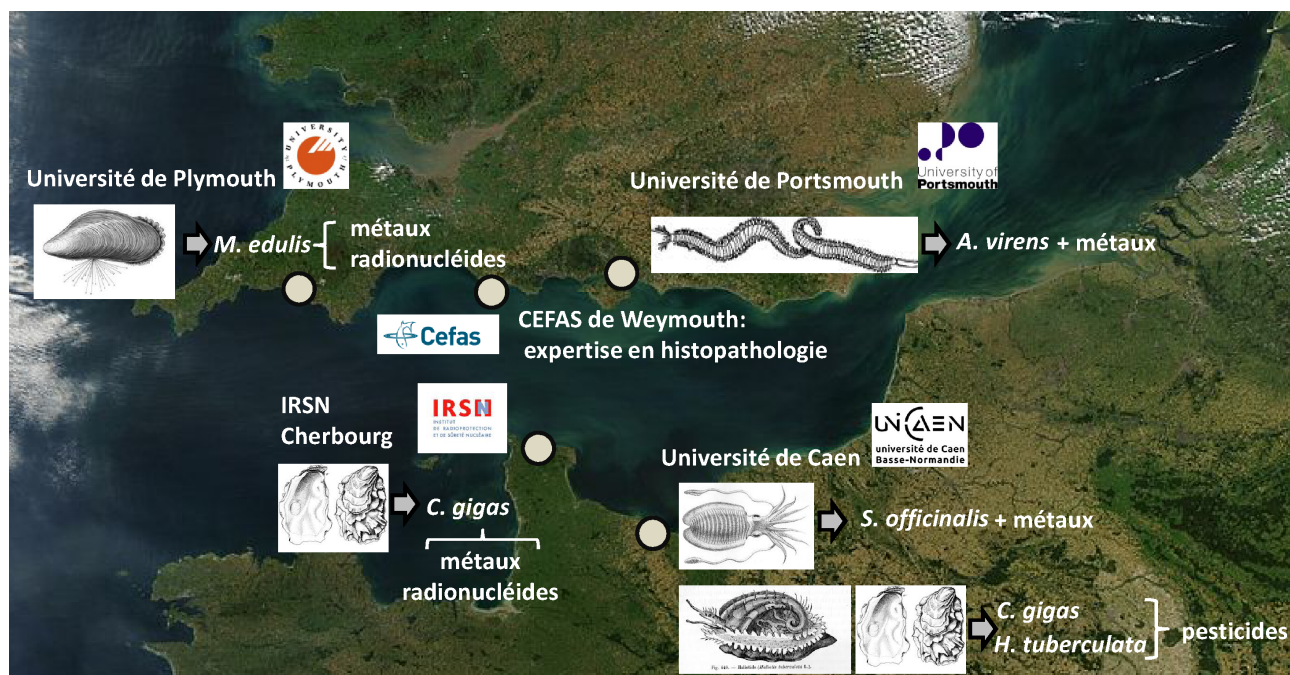 UNIVERSITY OF PLYMOUTH
Université de Plymouth
M. edulis
métaux
radionucléides
University of
Portsmouth
Université de Portsmouth
A. virens + métaux
Cefas
CEFAS de Weymouth:
expertise en histopathologie
IRSN
Cherbourg
IRSN
INSTITUT
DE RADIOPROTECTION
ET DE SÛRETÉ NUCLÉAIRE
C. gigas
métaux
radionucléides
UNICAEN
université de Caen
Basse-Normandie
Université de Caen
S. officinalis + métaux
C. gigas
H. tuberculata
pesticides